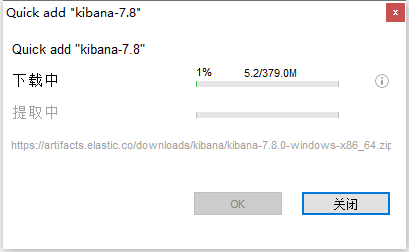 Quick add "kibana-7.8"
Quick add "kibana-7.8"
下载中 1% 5.2/379.0M
提取中
https://artifacts.elastic.co/downloads/kibana/kibana-7.8.0-windows-x86_64.zip
OK 关闭